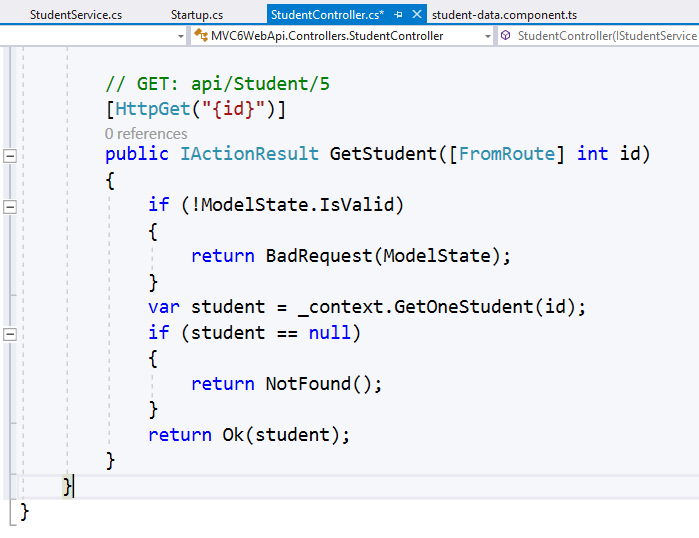 StudentService.cs Startup.cs StudentController.cs* student-data.component.ts
MVC6WebApi.Controllers.StudentController StudentController(IStudentService
// GET: api/Student/5
[HttpGet("{id}")]
0 references
public IActionResult GetStudent([FromRoute] int id)
{
if (!ModelState.IsValid)
{
return BadRequest(ModelState);
}
var student = _context.GetOneStudent(id);
if (student == null)
{
return NotFound();
}
return Ok(student);
}
}
}